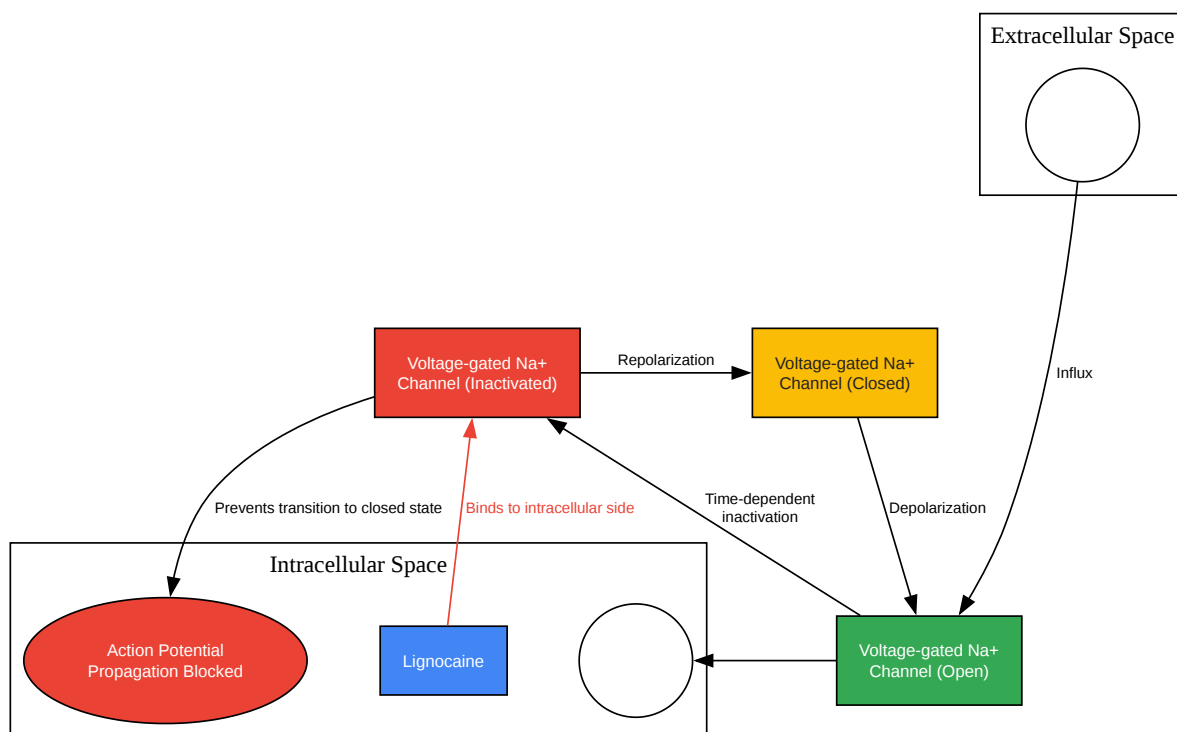 Extracellular Space
Voltage-gated Na+
Channel (Inactivated)
Repolarization
Voltage-gated Na+
Channel (Closed)
Influx
Prevents transition to closed state
Binds to intracellular side
Time-dependent
inactivation
Depolarization
Intracellular Space
Action Potential
Propagation Blocked
Lignocaine
Voltage-gated Na+
Channel (Open)